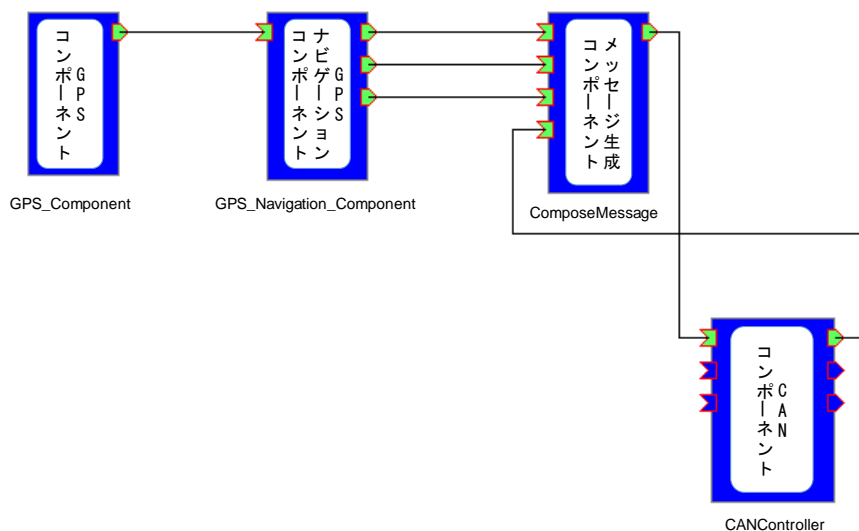 GPS
コンポーネント
GPS_Component
GPS
ナビゲーション
コンポーネント
GPS_Navigation_Component
メッセージ生成
コンポーネント
ComposeMessage
CAN
コンポーネント
CANController